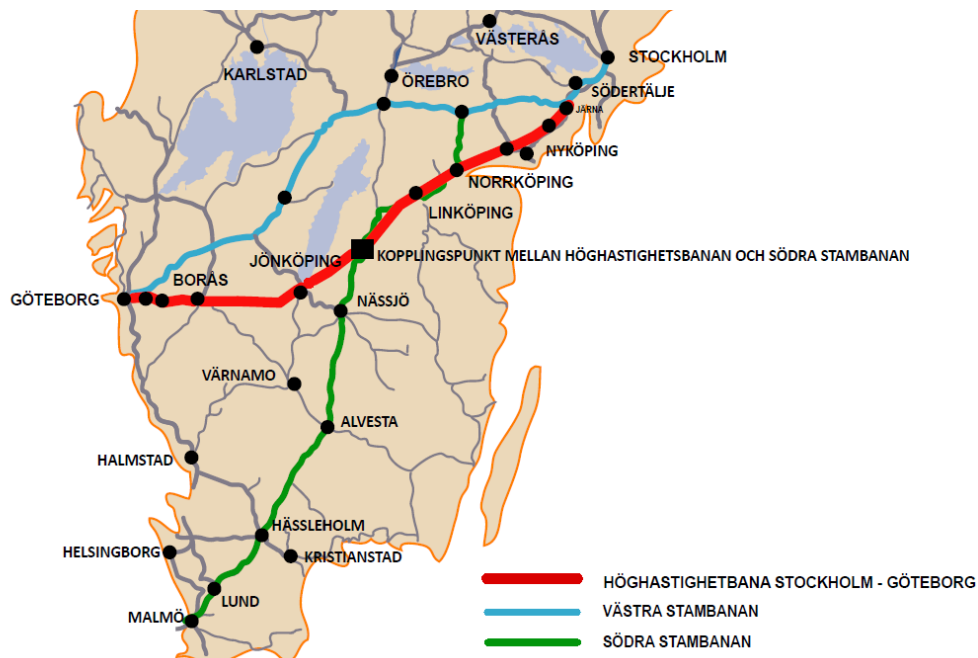 VÄSTERÅS
STOCKHOLM
KARLSTAD
ÖREBRO
SÖDERTÄLJE
JÄRNA
NYKÖPING
NORRKÖPING
LINKÖPING
KOPPLINGSPUNKT MELLAN HÖGHASTIGHETSBANAN OCH SÖDRA STAMBANAN
JÖNKÖPING
BORÅS
GÖTEBORG
NÄSSJÖ
VÄRNAMO
ALVESTA
HALMSTAD
HÄSSLEHOLM
HELSINGBORG
KRISTIANSTAD
LUND
MALMÖ
HÖGHASTIGHETBANA STOCKHOLM - GÖTEBORG
VÄSTRA STAMBANAN
SÖDRA STAMBANAN